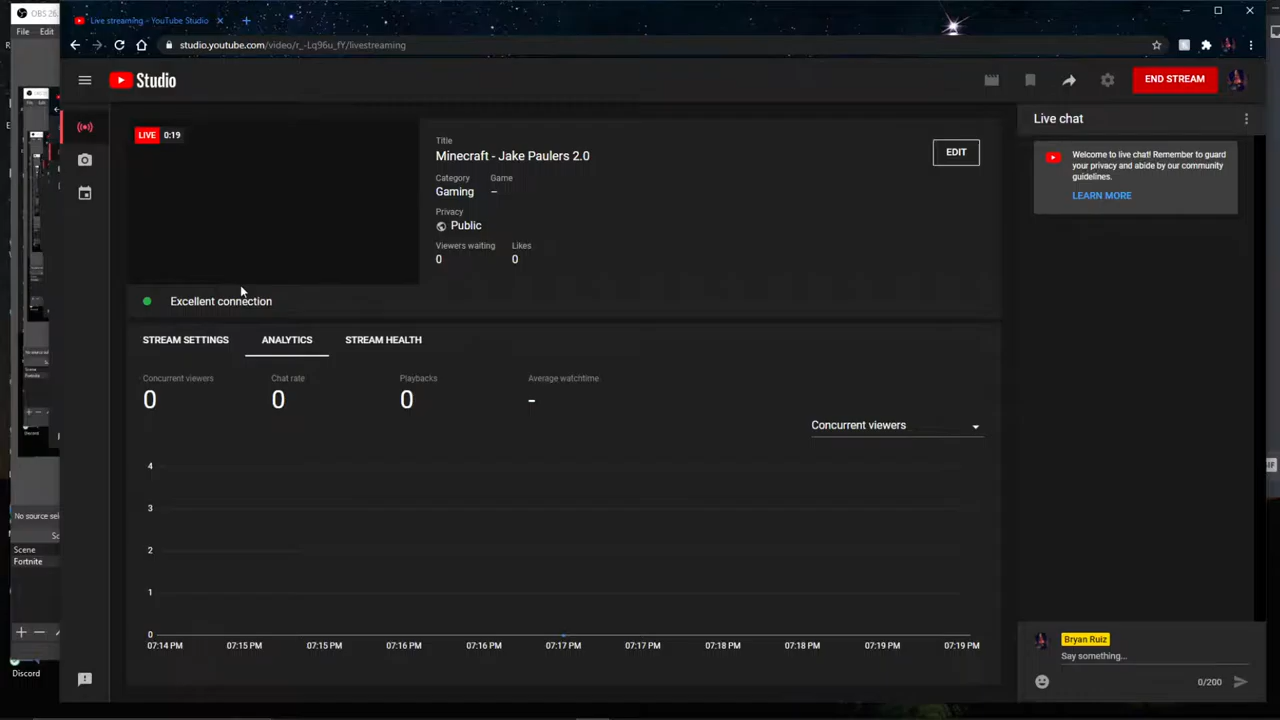 OBS 26.
File Edit
Live streaming - YouTube Studio
studio.youtube.com/video/r_-Lq96u_fY/livestreaming
Studio
END STREAM
LIVE 0:19
Title
Minecraft - Jake Paulers 2.0
EDIT
Category Game
Gaming –
Privacy
Public
Viewers waiting Likes
0 0
Excellent connection
STREAM SETTINGS ANALYTICS STREAM HEALTH
Concurrent viewers Chat rate Playbacks Average watchtime
0 0 0 -
Concurrent viewers
4
3
2
1
0
07:14 PM 07:15 PM 07:15 PM 07:16 PM 07:16 PM 07:17 PM 07:17 PM 07:18 PM 07:18 PM 07:19 PM 07:19 PM
Live chat
Welcome to live chat! Remember to guard
your privacy and abide by our community
guidelines.
LEARN MORE
Bryan Ruiz
Say something...
0/200
No source sel
Sc
Scene
Fortnite
Discord